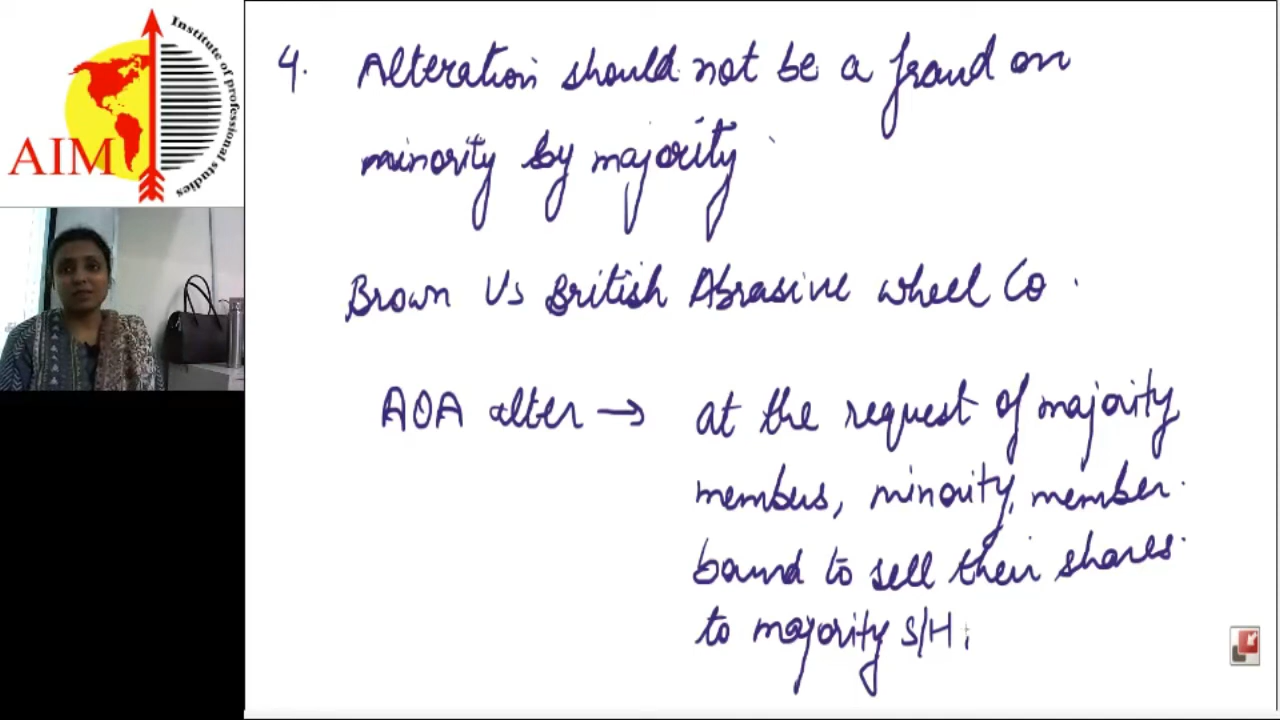 AIM
Institute of professional studies
4. Alteration should not be a fraud on
minority by majority
Brown Vs British Abrasive wheel Co.
AOA alter → at the request of majority
members, minority member
bound to sell their shares
to majority S/H.